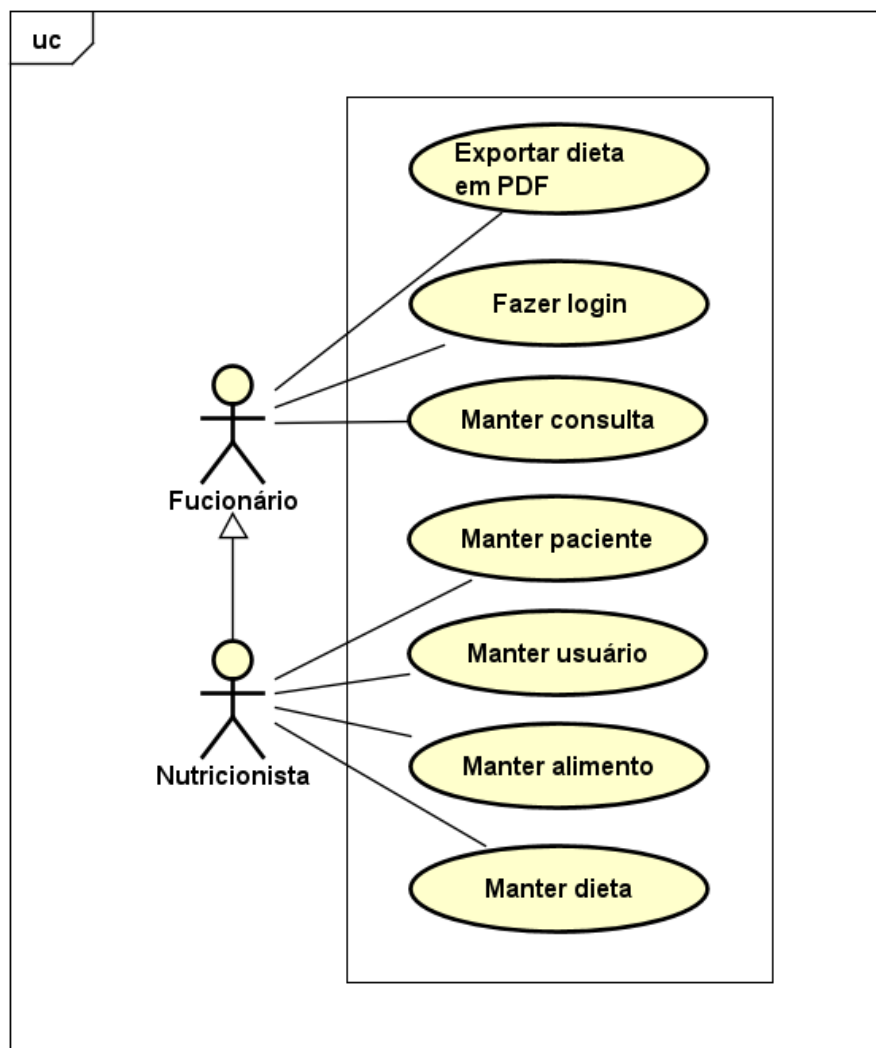 uc
Exportar dieta
em PDF
Fazer login
Manter consulta
Fucionário
Manter paciente
Manter usuário
Nutricionista
Manter alimento
Manter dieta